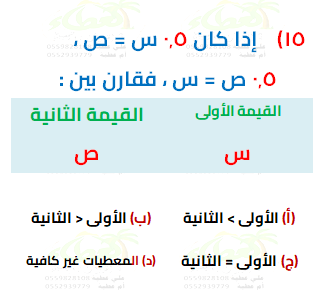 ١٥) إذا كان ٠,٥ س = ص ،
٠,٥ ص = س ، فقارن بين :
القيمة الأولى القيمة الثانية
س ص
(أ) الأولى > الثانية (ب) الأولى < الثانية
(ج) الأولى = الثانية (د) المعطيات غير كافية